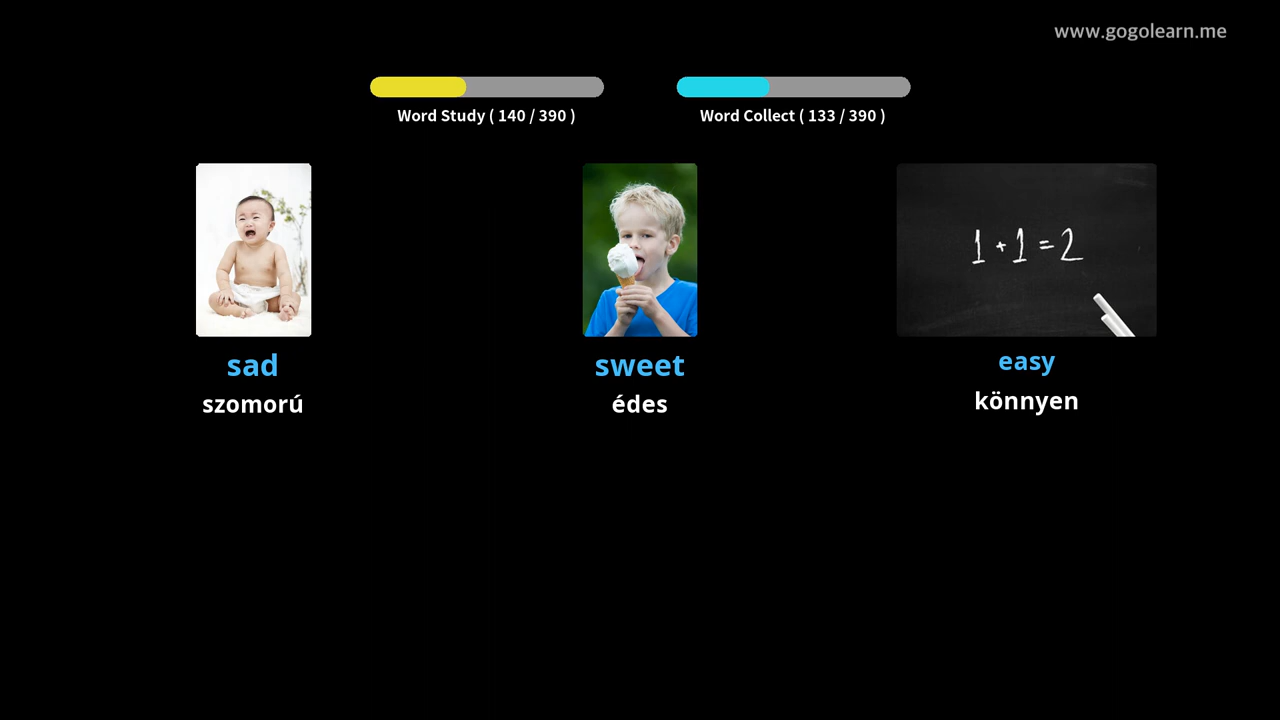 www.gogolearn.me
Word Study ( 140 / 390 )
Word Collect ( 133 / 390 )
1 + 1 = 2
sad
sweet
easy
szomorú
édes
könnyen